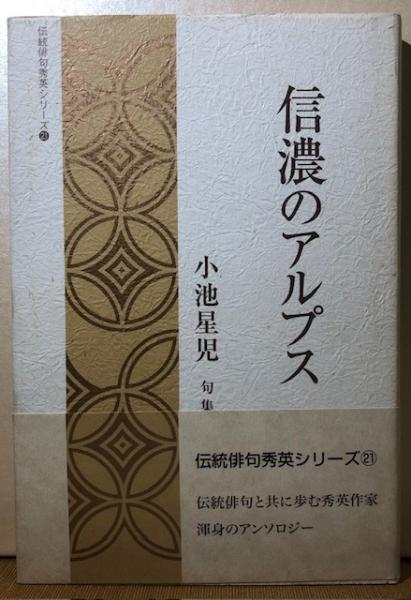 信濃のアルプス
小池星児 句集
伝統俳句秀英シリーズ㉑
伝統俳句秀英シリーズ㉑
伝統俳句と共に歩む秀英作家
渾身のアンソロジー